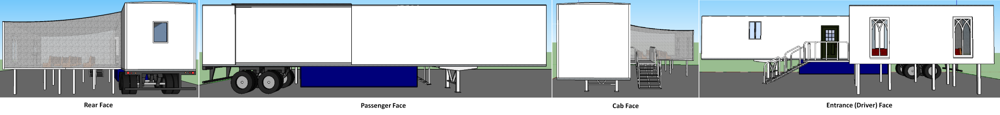 Rear Face
Passenger Face
Cab Face
Entrance (Driver) Face